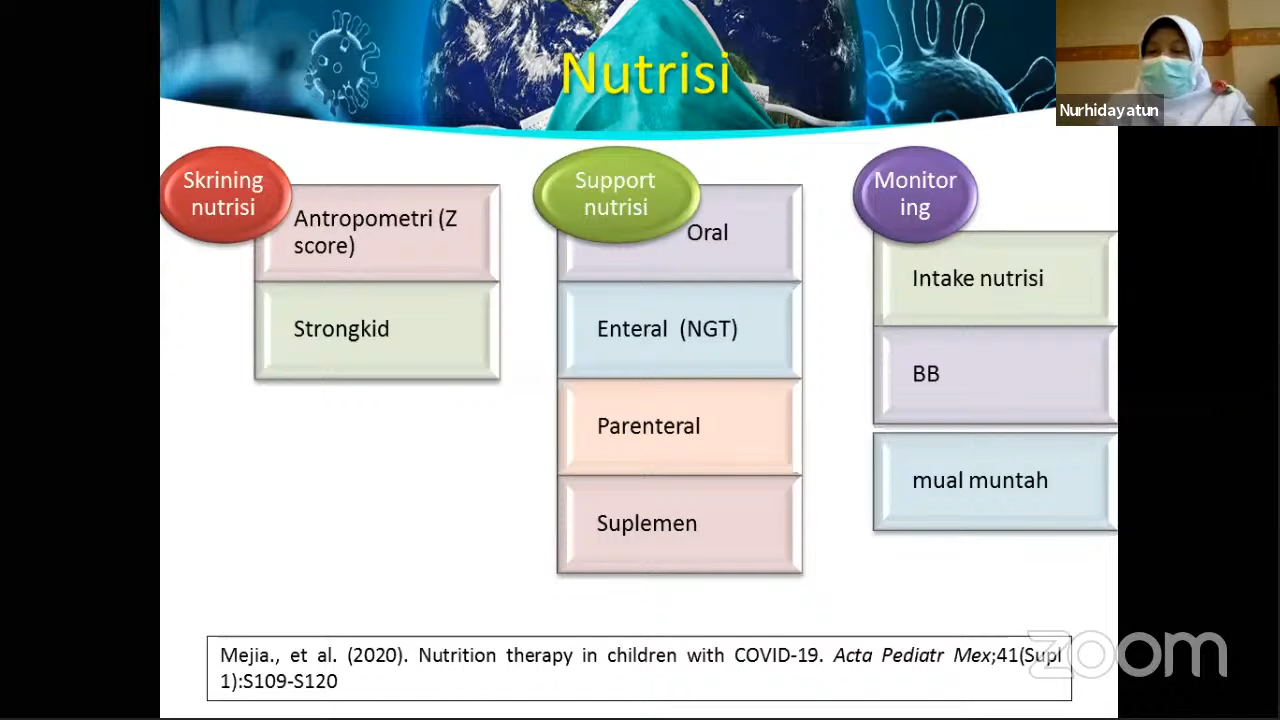 Nutrisi
Nurhidayatun
Skrining
nutrisi
Antropometri (Z
score)
Strongkid
Support
nutrisi
Oral
Enteral (NGT)
Parenteral
Suplemen
Monitor
ing
Intake nutrisi
BB
mual muntah
Mejia., et al. (2020). Nutrition therapy in children with COVID-19. Acta Pediatr Mex;41(Supl
1):S109-S120
zoom